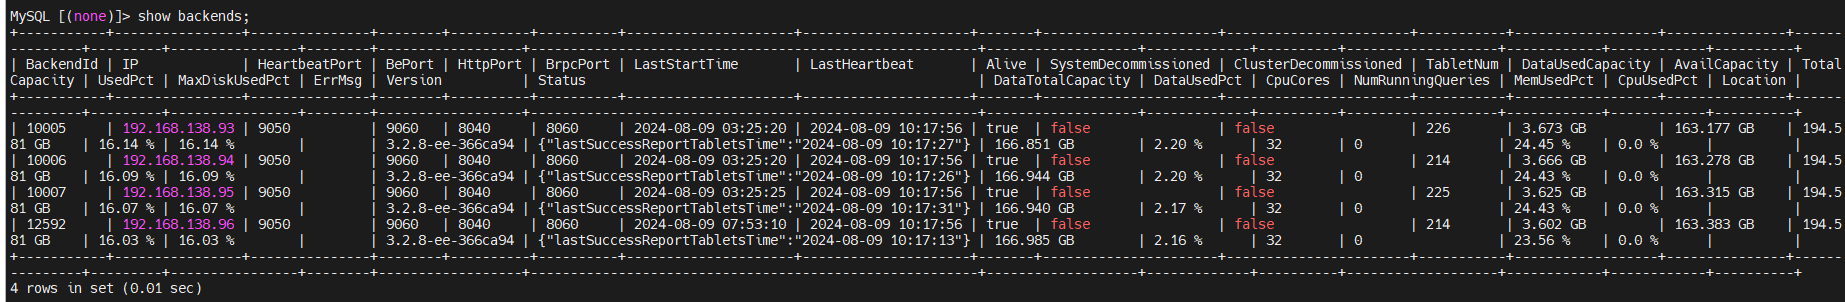 MySQL [(none)]> show backends;
+-----------+----------------+---------------+--------+----------+----------+---------------------+---------------------+-------+----------------------+-----------------------+-----------+------------------+---------------+------
---------+---------+----------------+--------+------------------+-------------------------------------------------------+-------------------+-------------+----------+-------------------+------------+------------+----------+
| BackendId | IP | HeartbeatPort | BePort | HttpPort | BrpcPort | LastStartTime | LastHeartbeat | Alive | SystemDecommissioned | ClusterDecommissioned | TabletNum | DataUsedCapacity | AvailCapacity | Total
Capacity | UsedPct | MaxDiskUsedPct | ErrMsg | Version | Status | DataTotalCapacity | DataUsedPct | CpuCores | NumRunningQueries | MemUsedPct | CpuUsedPct | Location |
+-----------+----------------+---------------+--------+----------+----------+---------------------+---------------------+-------+----------------------+-----------------------+-----------+------------------+---------------+------
---------+---------+----------------+--------+------------------+-------------------------------------------------------+-------------------+-------------+----------+-------------------+------------+------------+----------+
| 10005 | 192.168.138.93 | 9050 | 9060 | 8040 | 8060 | 2024-08-09 03:25:20 | 2024-08-09 10:17:56 | true | false | false | 226 | 3.673 GB | 163.177 GB | 194.5
81 GB | 16.14 % | 16.14 % | | 3.2.8-ee-366ca94 | {"lastSuccessReportTabletsTime":"2024-08-09 10:17:27"} | 166.851 GB | 2.20 % | 32 | 0 | 24.45 % | 0.0 % | |
| 10006 | 192.168.138.94 | 9050 | 9060 | 8040 | 8060 | 2024-08-09 03:25:20 | 2024-08-09 10:17:56 | true | false | false | 214 | 3.666 GB | 163.278 GB | 194.5
81 GB | 16.09 % | 16.09 % | | 3.2.8-ee-366ca94 | {"lastSuccessReportTabletsTime":"2024-08-09 10:17:26"} | 166.944 GB | 2.20 % | 32 | 0 | 24.43 % | 0.0 % | |
| 10007 | 192.168.138.95 | 9050 | 9060 | 8040 | 8060 | 2024-08-09 03:25:25 | 2024-08-09 10:17:56 | true | false | false | 225 | 3.625 GB | 163.315 GB | 194.5
81 GB | 16.07 % | 16.07 % | | 3.2.8-ee-366ca94 | {"lastSuccessReportTabletsTime":"2024-08-09 10:17:31"} | 166.940 GB | 2.17 % | 32 | 0 | 24.43 % | 0.0 % | |
| 12592 | 192.168.138.96 | 9050 | 9060 | 8040 | 8060 | 2024-08-09 07:53:10 | 2024-08-09 10:17:56 | true | false | false | 214 | 3.602 GB | 163.383 GB | 194.5
81 GB | 16.03 % | 16.03 % | | 3.2.8-ee-366ca94 | {"lastSuccessReportTabletsTime":"2024-08-09 10:17:13"} | 166.985 GB | 2.16 % | 32 | 0 | 23.56 % | 0.0 % | |
+-----------+----------------+---------------+--------+----------+----------+---------------------+---------------------+-------+----------------------+-----------------------+-----------+------------------+---------------+------
---------+---------+----------------+--------+------------------+-------------------------------------------------------+-------------------+-------------+----------+-------------------+------------+------------+----------+
4 rows in set (0.01 sec)